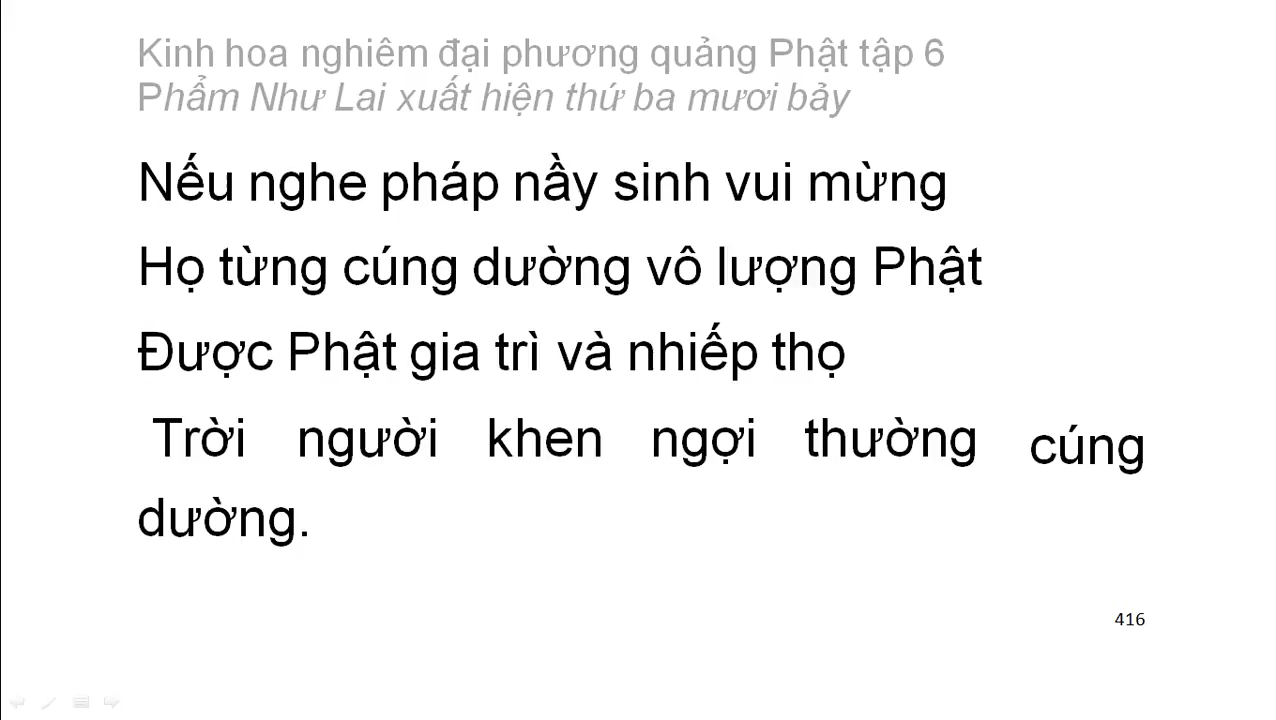 Kinh hoa nghiêm đại phương quảng Phật tập 6
Phẩm Như Lai xuất hiện thứ ba mươi bảy
Nếu nghe pháp nầy sinh vui mừng
Họ từng cúng dường vô lượng Phật
Được Phật gia trì và nhiếp thọ
Trời người khen ngợi thường cúng
dường.
416